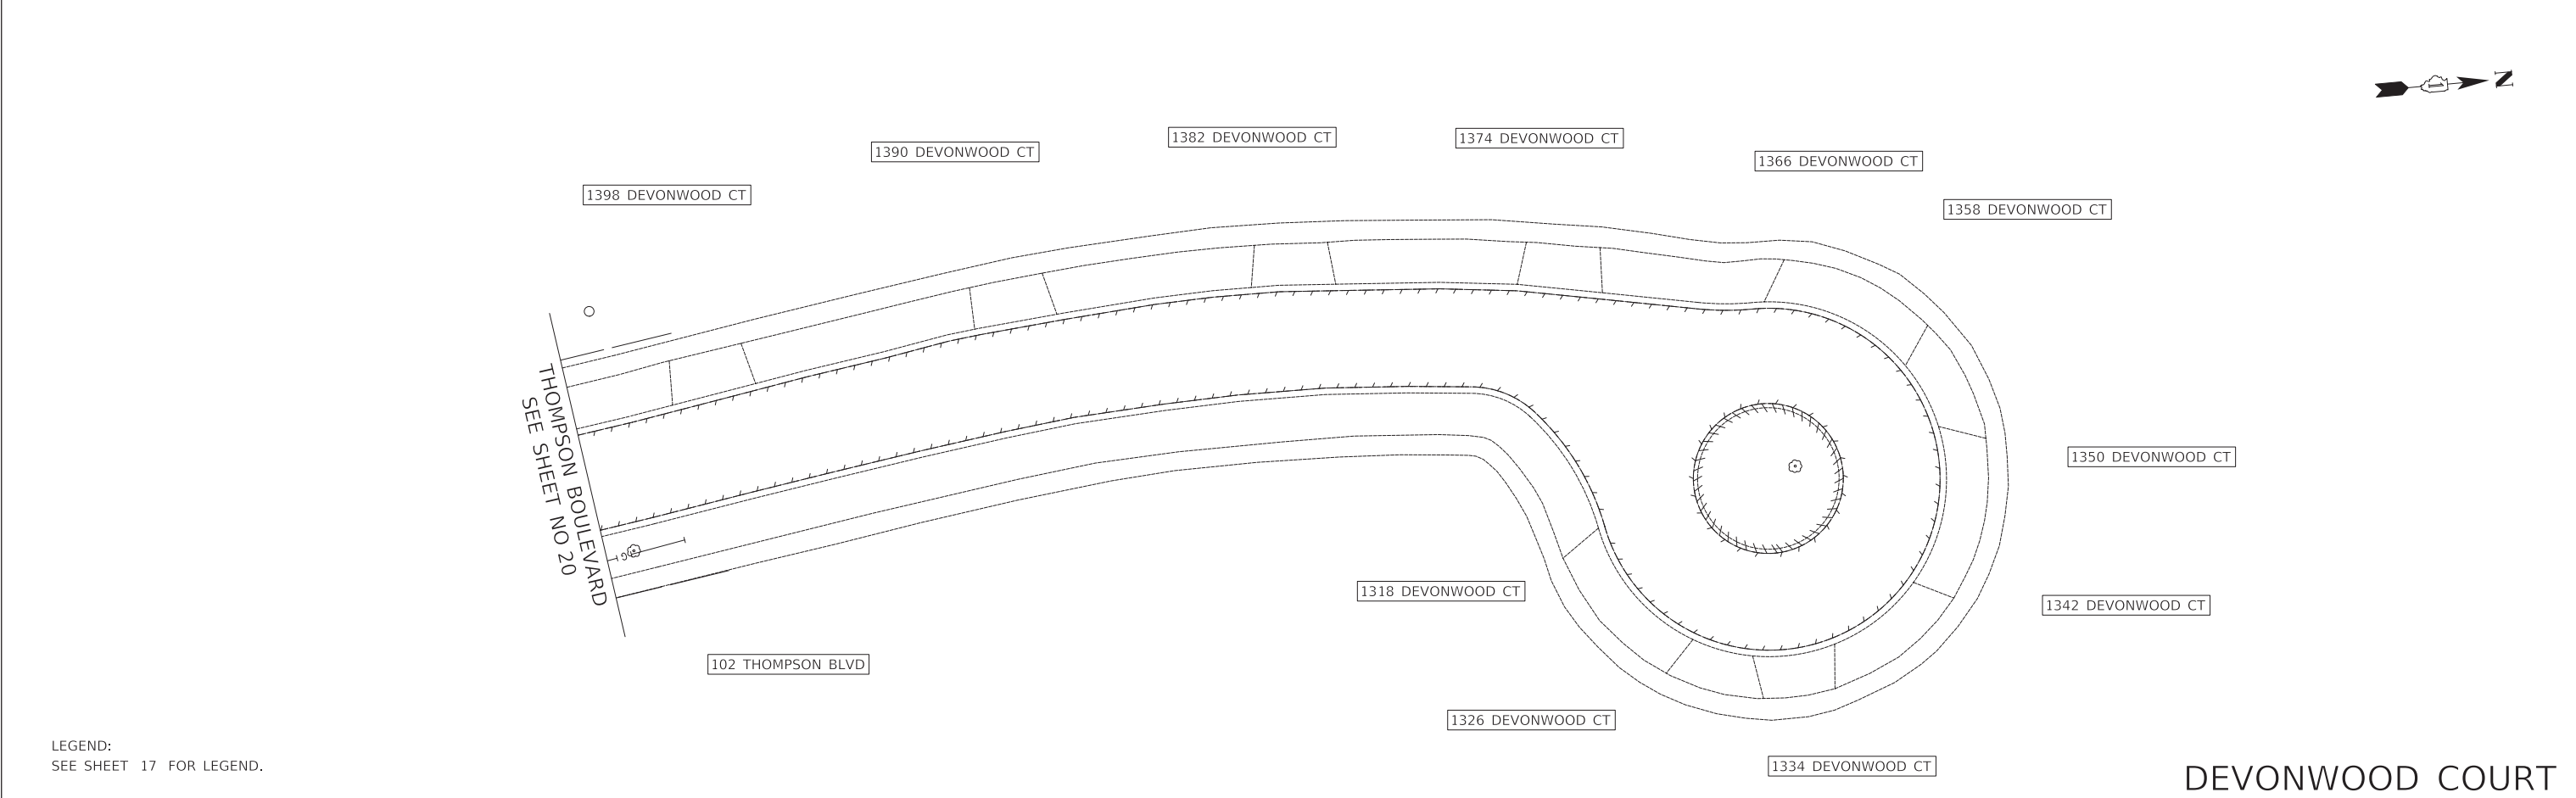 N
1382 DEVONWOOD CT
1374 DEVONWOOD CT
1390 DEVONWOOD CT
1366 DEVONWOOD CT
1398 DEVONWOOD CT
1358 DEVONWOOD CT
THOMPSON BOULEVARD
SEE SHEET NO 20
1350 DEVONWOOD CT
1318 DEVONWOOD CT
1342 DEVONWOOD CT
102 THOMPSON BLVD
1326 DEVONWOOD CT
1334 DEVONWOOD CT
LEGEND:
SEE SHEET 17 FOR LEGEND.
DEVONWOOD COURT